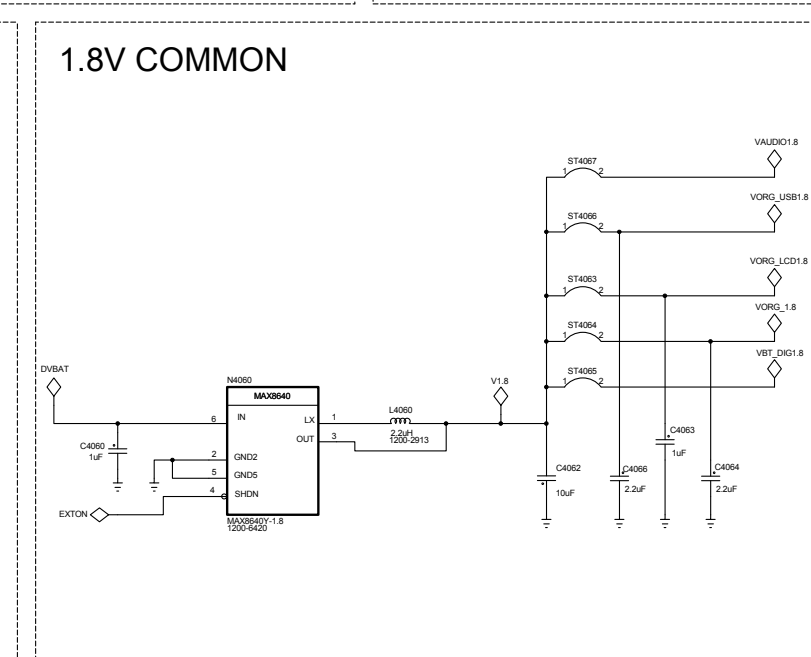 1.8V COMMON
VAUDIO1.8
ST4067
1 2
VORG_USB1.8
ST4066
1 2
VORG_LCD1.8
ST4063
1 2
VORG_1.8
ST4064
1 2
VBT_DIG1.8
ST4065
1 2
DVBAT
N4060
MAX8640
V1.8
L4060
2.2uH
1200-2913
6 IN LX 1
OUT 3
C4060
1uF
2 GND2
5 GND5
4 SHDN
EXTON
MAX8640Y-1.8
1200-6420
C4062
10uF
C4066
2.2uF
C4063
1uF
C4064
2.2uF